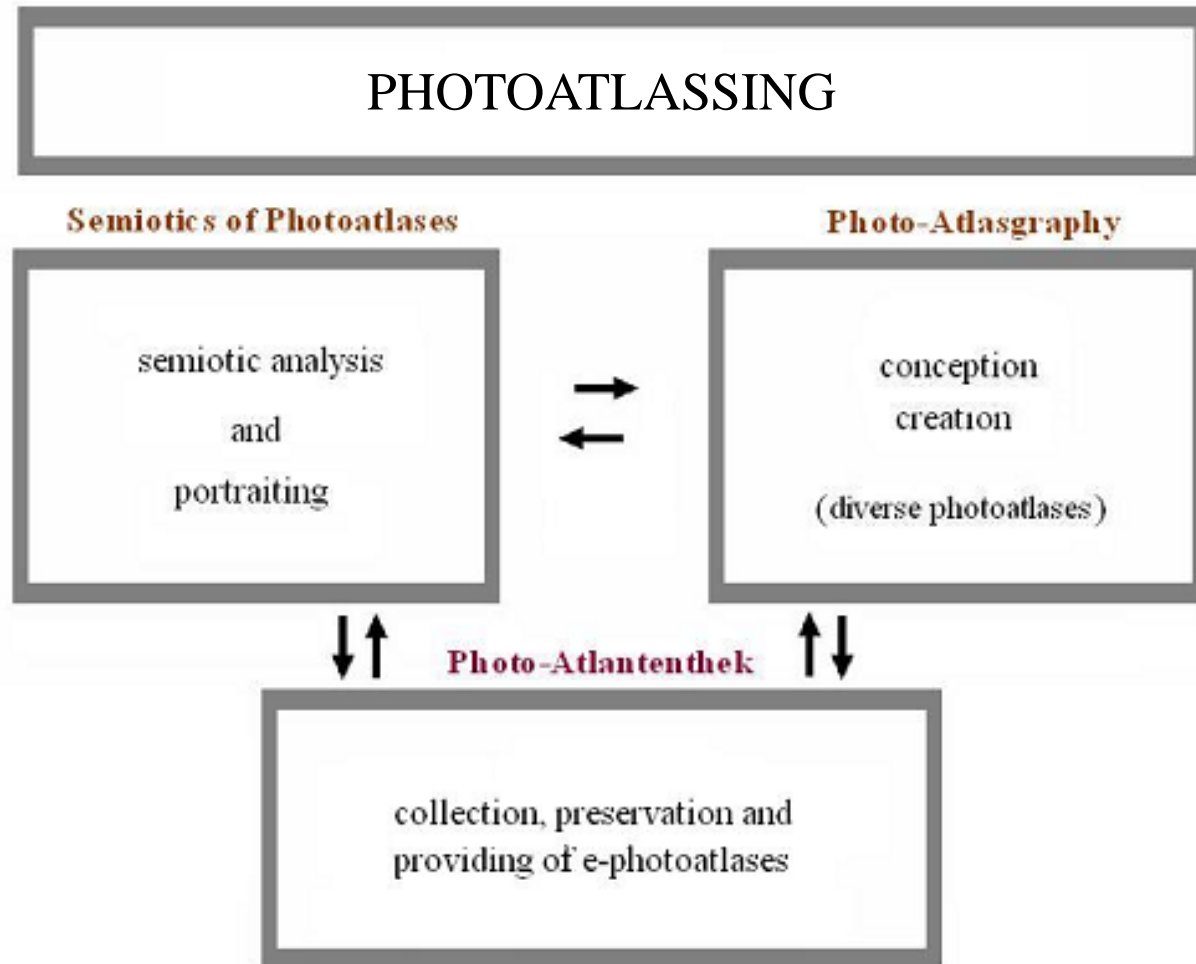 PHOTOATLASSING
Semiotics of Photoatlases
semiotic analysis
and
portraiting
Photo-Atlasgraphy
conception
creation
(diverse photoatlases)
Photo-Atlantenthek
collection, preservation and
providing of e-photoatlases